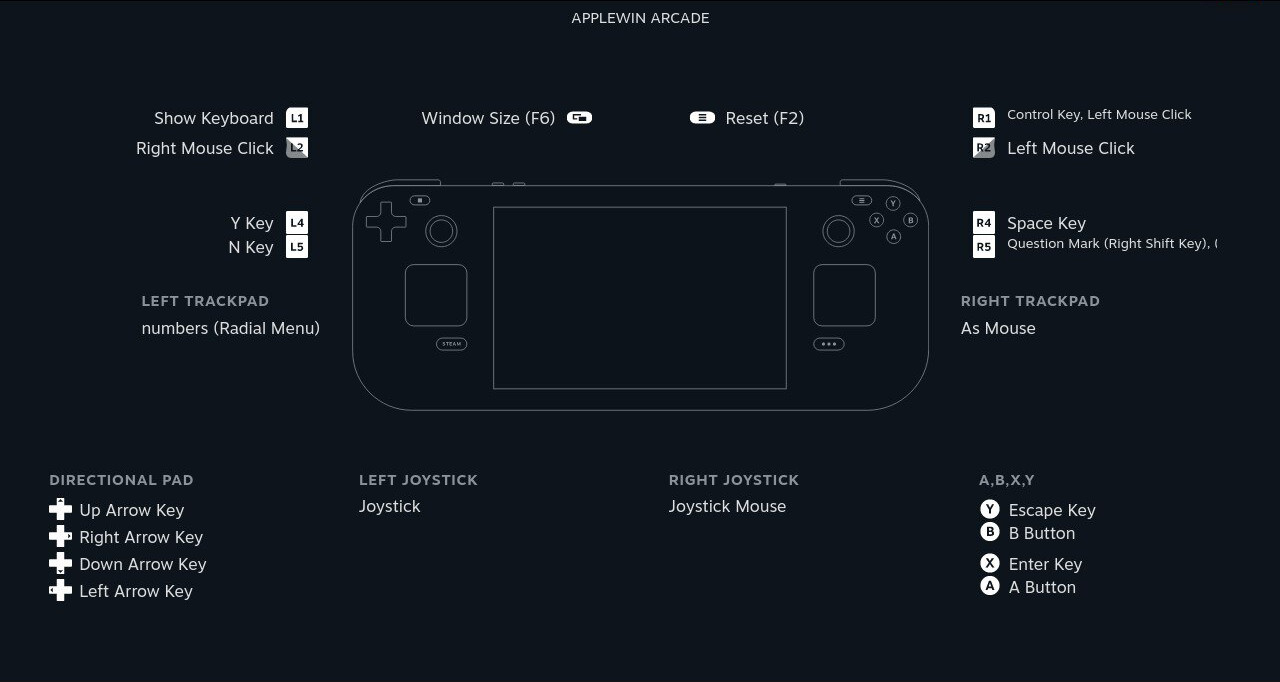 APPLEWIN ARCADE
Show Keyboard L1
Window Size (F6)
Reset (F2)
R1 Control Key, Left Mouse Click
Right Mouse Click L2
R2 Left Mouse Click
Y Key L4
R4 Space Key
N Key L5
R5 Question Mark (Right Shift Key), (
Y
X B
A
LEFT TRACKPAD
RIGHT TRACKPAD
numbers (Radial Menu)
As Mouse
STEAM
DIRECTIONAL PAD
LEFT JOYSTICK
RIGHT JOYSTICK
A,B,X,Y
Up Arrow Key
Joystick
Joystick Mouse
Y Escape Key
Right Arrow Key
B B Button
Down Arrow Key
X Enter Key
Left Arrow Key
A A Button